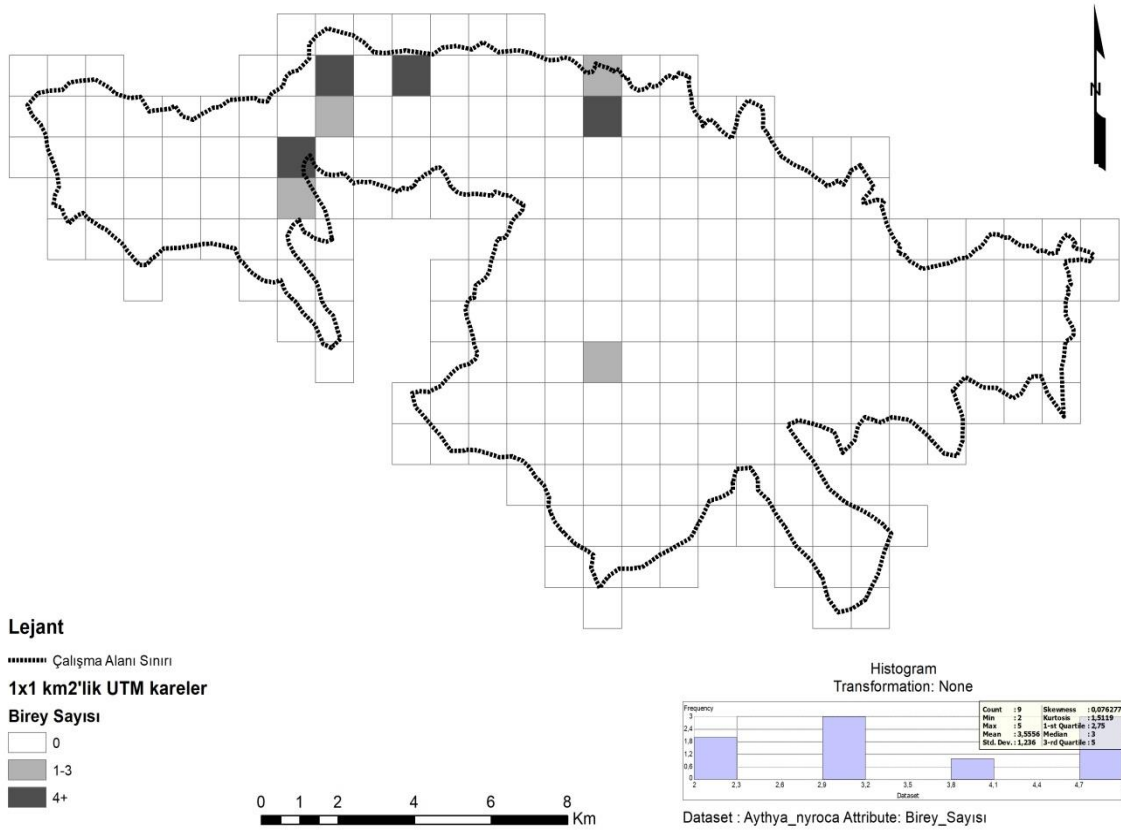 N
Lejant
Çalışma Alanı Sınırı
1x1 km2'lik UTM kareler
Birey Sayısı
0
1-3
4+
0 1 2 4 6 8
Km
Histogram
Transformation: None
Frequency
3
2,4
1,8
1,2
0,6
0
2 2,3 2,6 2,9 3,2 3,5 3,8 4,1 4,4 4,7
Dataset
Count : 9 Skewness : 0,076277
Min : 2 Kurtosis : 1,5119
Max : 5 1-st Quartile : 2,75
Mean : 3,5556 Median : 3
Std. Dev. : 1,236 3-rd Quartile : 5
Dataset : Aythya_nyroca Attribute: Birey_Sayısı